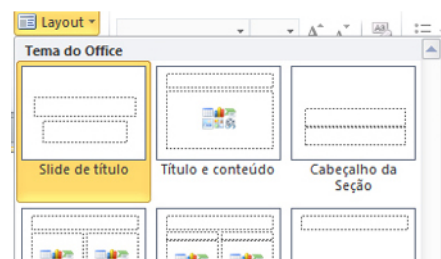 Layout
Tema do Office
Slide de título
Título e conteúdo
Cabeçalho da
Seção